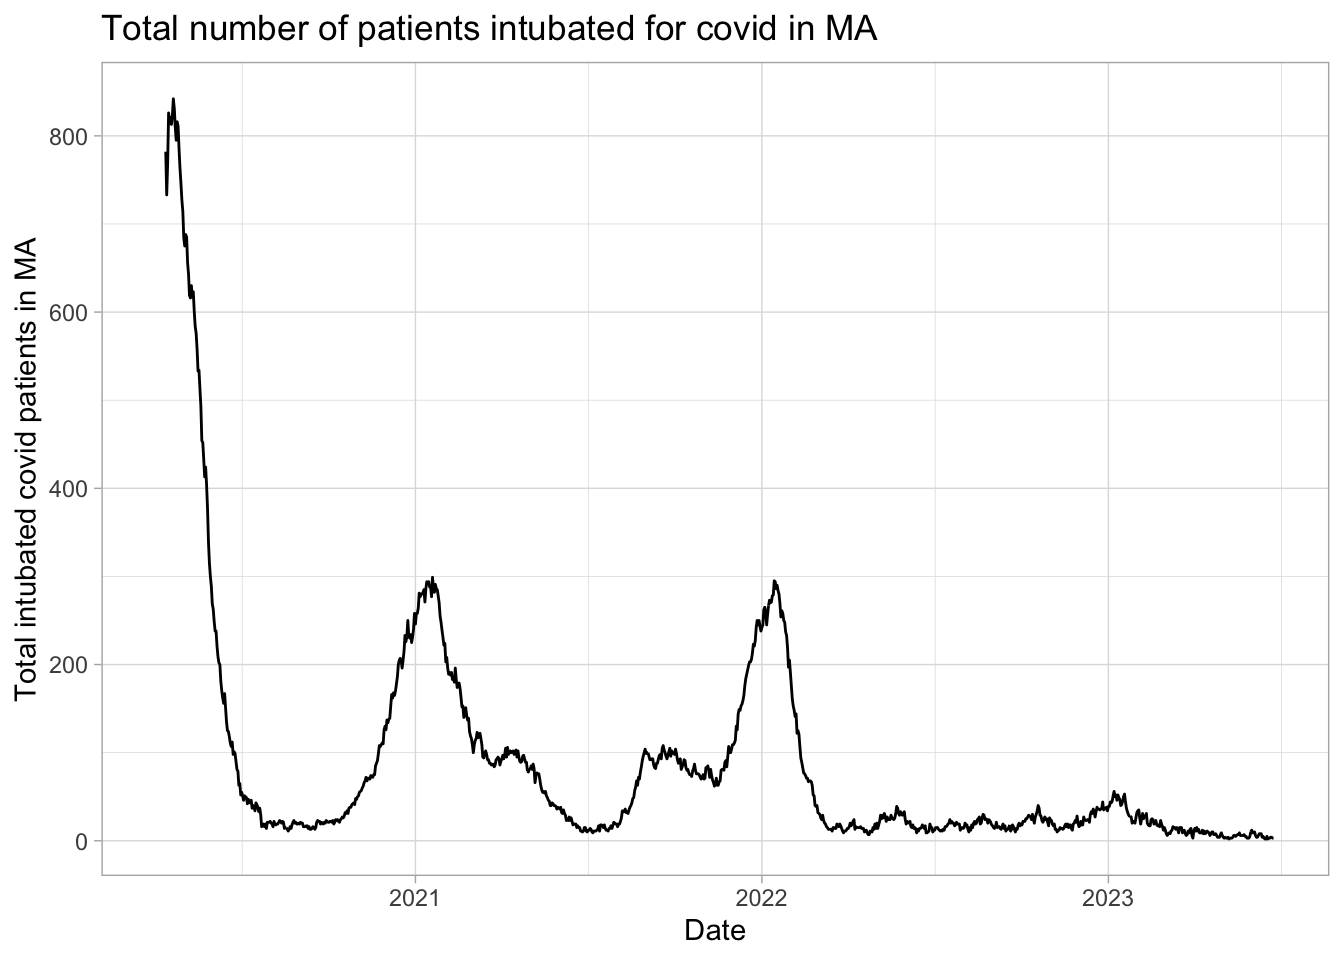 Total number of patients intubated for covid in MA
Total intubated covid patients in MA
800
600
400
200
0
2021 2022 2023
Date